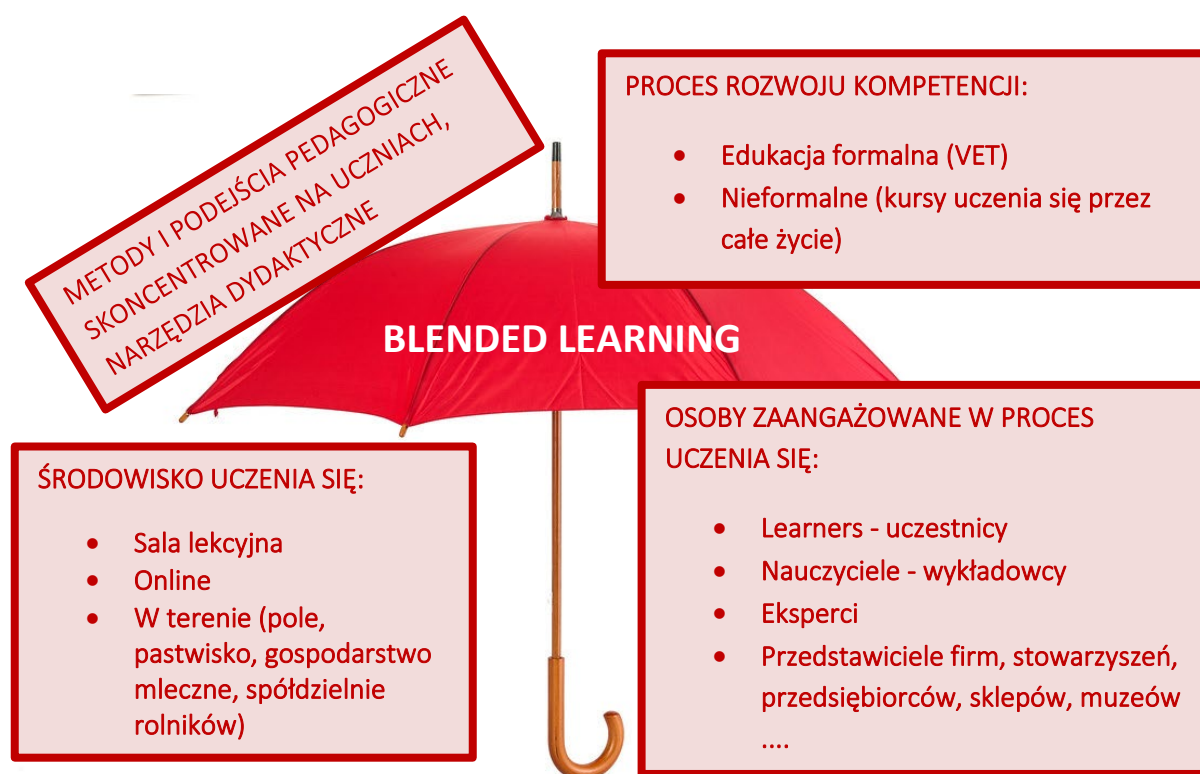 METODY I PODEJŚCIA PEDAGOGICZNE
SKONCENTROWANE NA UCZNIACH,
NARZĘDZIA DYDAKTYCZNE
PROCES ROZWOJU KOMPETENCJI:
• Edukacja formalna (VET)
• Nieformalne (kursy uczenia się przez
całe życie)
BLENDED LEARNING
ŚRODOWISKO UCZENIA SIĘ:
• Sala lekcyjna
• Online
• W terenie (pole,
pastwisko, gospodarstwo
mleczne, spółdzielnie
rolników)
OSOBY ZAANGAŻOWANE W PROCES
UCZENIA SIĘ:
• Learners - uczestnicy
• Nauczyciele - wykładowcy
• Eksperci
• Przedstawiciele firm, stowarzyszeń,
przedsiębiorców, sklepów, muzeów
....